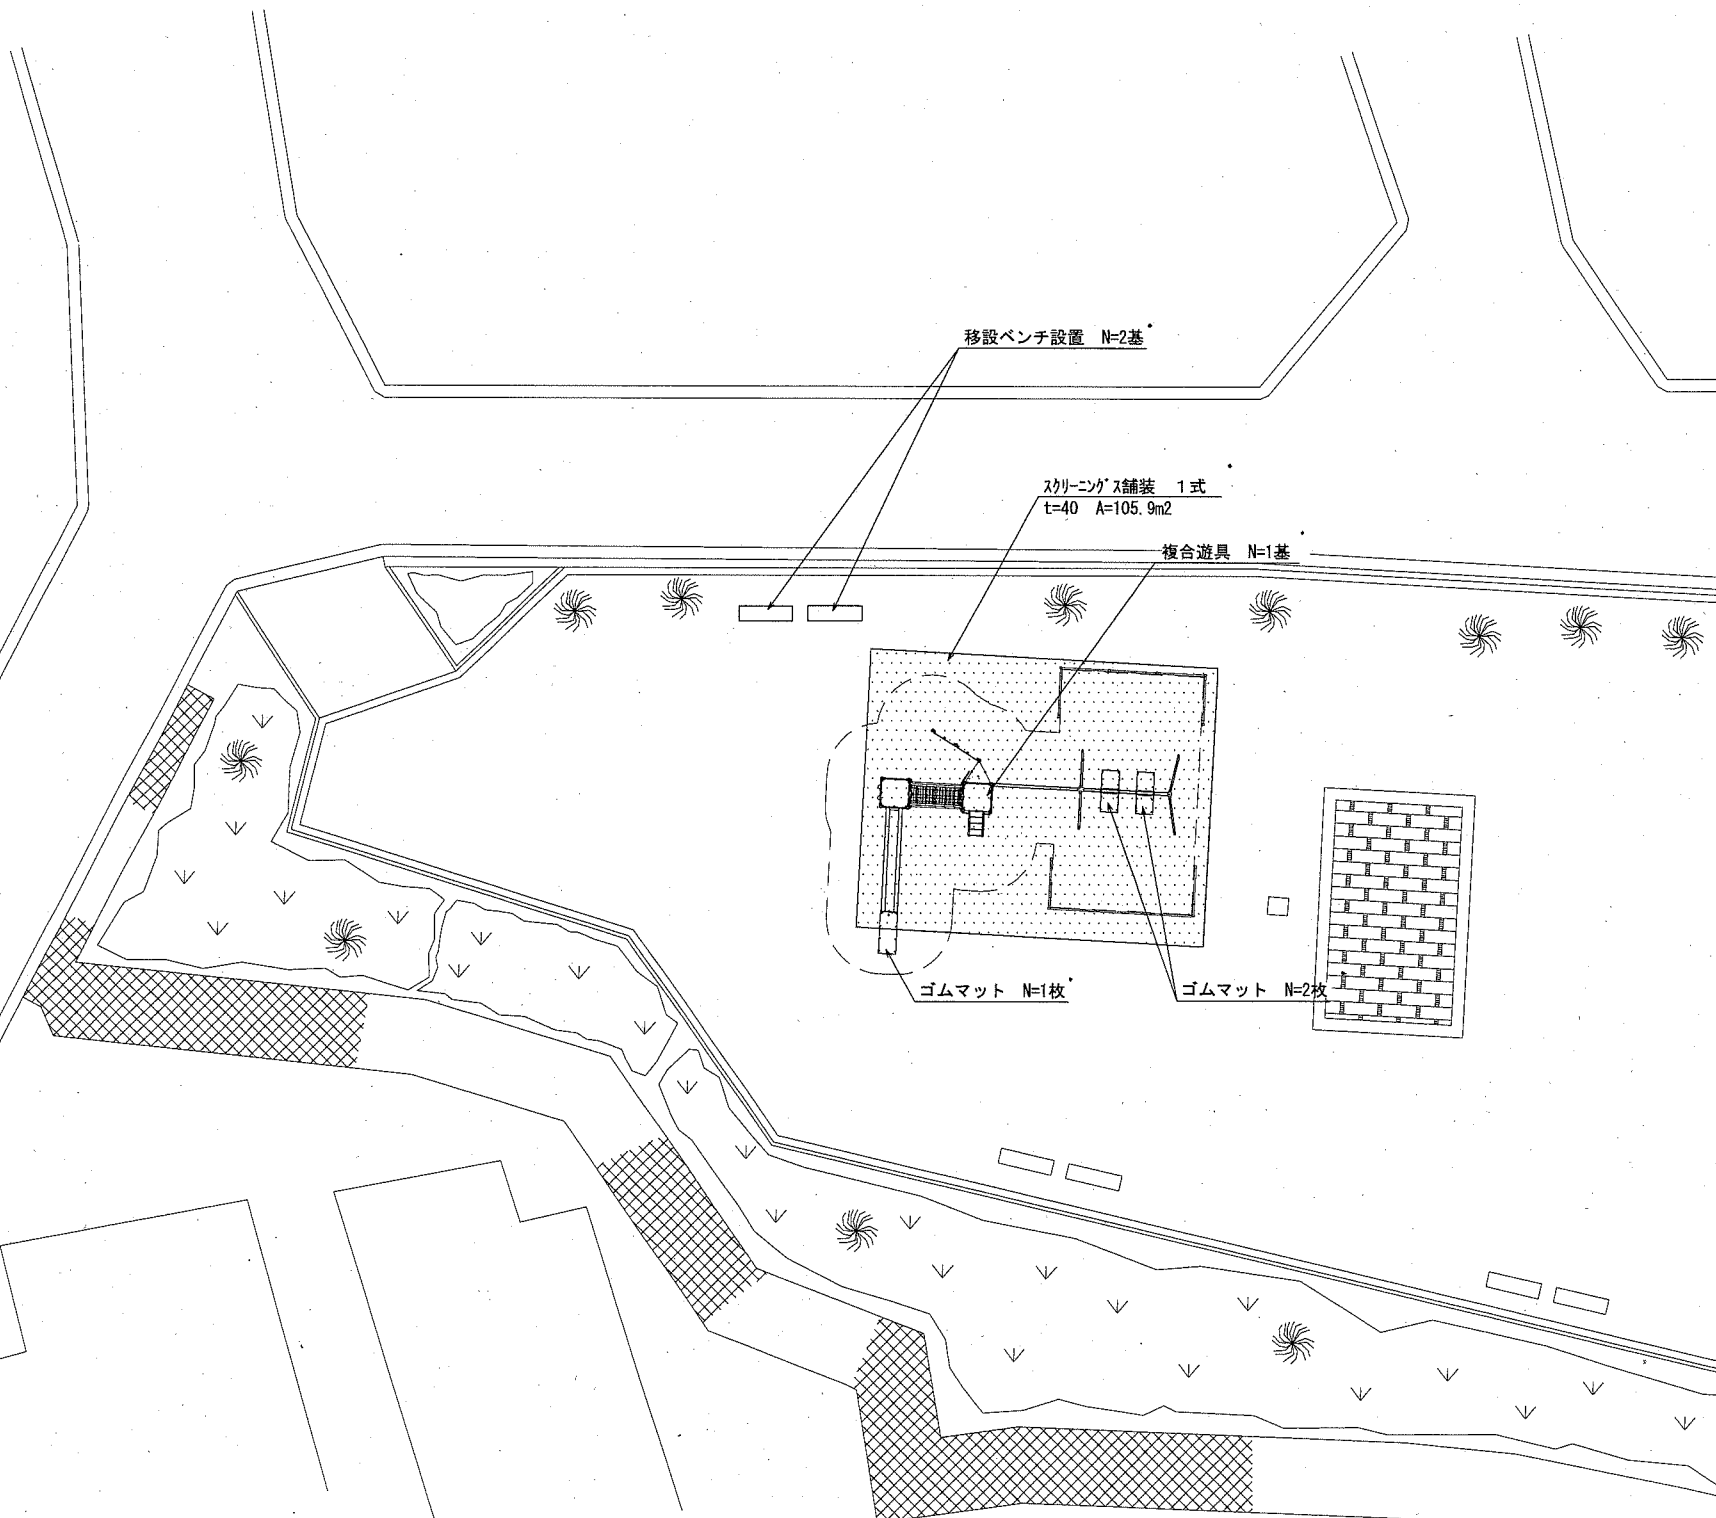 移設ベンチ設置　N=2基
ｽｸﾘｰﾆﾝｸﾞｽ舗装　1式
t=40　A=105.9m2
複合遊具　N=1基
ゴムマット　N=1枚
ゴムマット　N=2枚